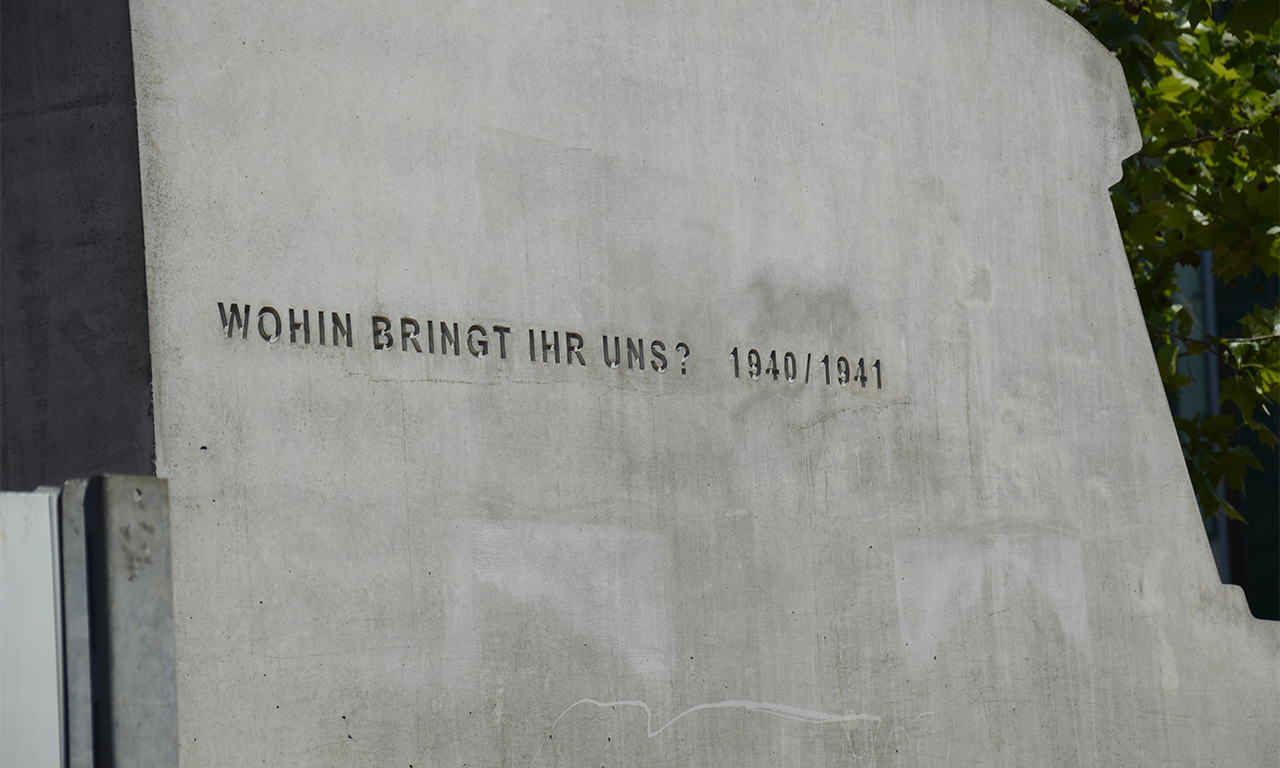 WOHIN BRINGT IHR UNS? 1940/1941